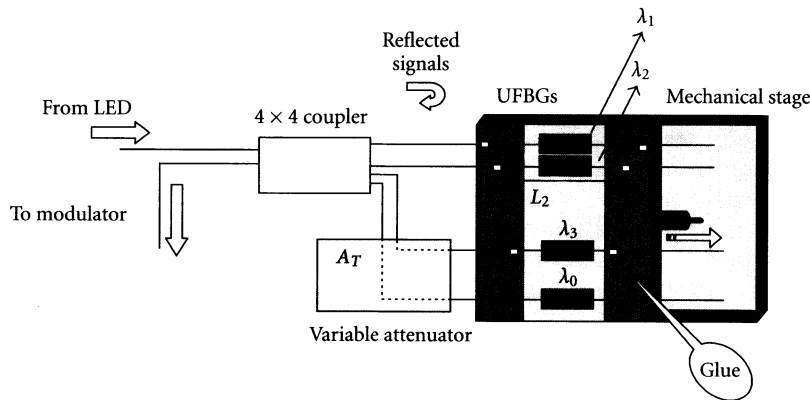 λ1
Reflected
signals
λ2
UFBGs
Mechanical stage
From LED
4 × 4 coupler
To modulator
L2
λ3
AT
λ0
Variable attenuator
Glue